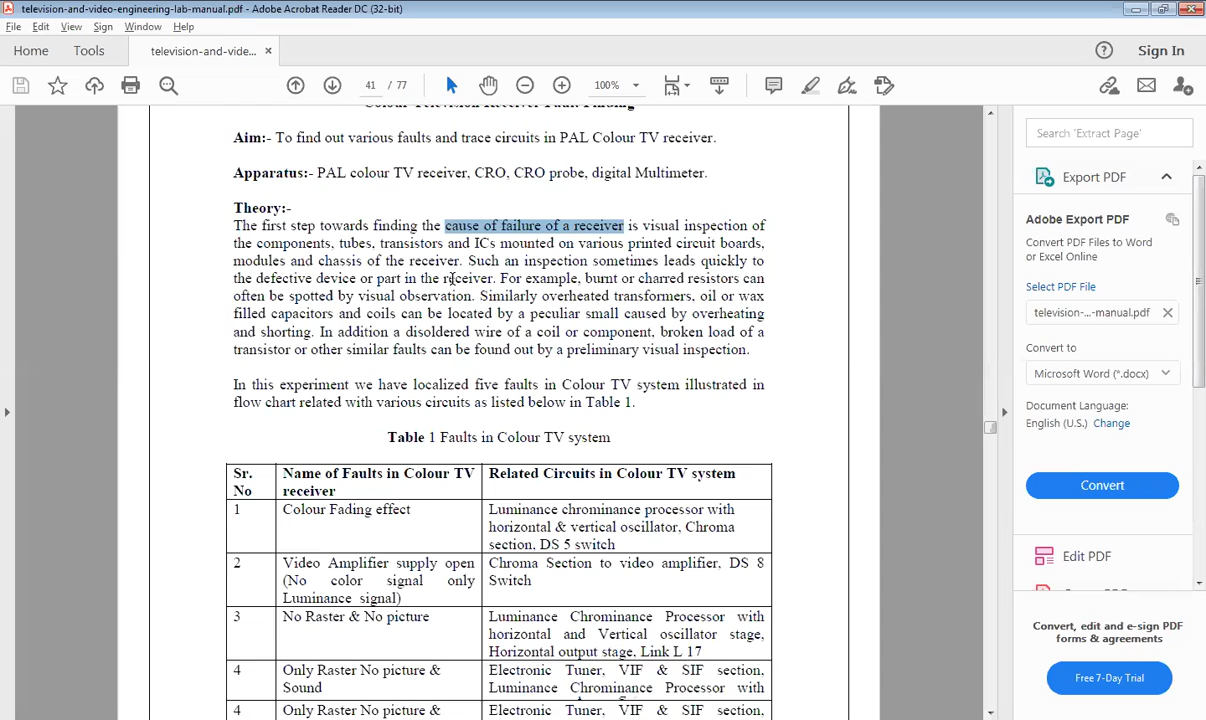 television-and-video-engineering-lab-manual.pdf - Adobe Acrobat Reader DC (32-bit)
File Edit View Sign Window Help
Home Tools television-and-vide... × Sign In
41 / 77 100%
Colour Television Receiver Fault Finding
Search 'Extract Page'
Aim:- To find out various faults and trace circuits in PAL Colour TV receiver.
Apparatus:- PAL colour TV receiver, CRO, CRO probe, digital Multimeter.
Theory:-
The first step towards finding the cause of failure of a receiver is visual inspection of
the components, tubes, transistors and ICs mounted on various printed circuit boards,
modules and chassis of the receiver. Such an inspection sometimes leads quickly to
the defective device or part in the receiver. For example, burnt or charred resistors can
often be spotted by visual observation. Similarly overheated transformers, oil or wax
filled capacitors and coils can be located by a peculiar small caused by overheating
and shorting. In addition a disoldered wire of a coil or component, broken load of a
transistor or other similar faults can be found out by a preliminary visual inspection.
In this experiment we have localized five faults in Colour TV system illustrated in
flow chart related with various circuits as listed below in Table 1.
Table 1 Faults in Colour TV system
Sr. No
Name of Faults in Colour TV
receiver
Related Circuits in Colour TV system
1
Colour Fading effect
Luminance chrominance processor with
horizontal & vertical oscillator, Chroma
section, DS 5 switch
2
Video Amplifier supply open
(No color signal only
Luminance signal)
Chroma Section to video amplifier, DS 8
Switch
3
No Raster & No picture
Luminance Chrominance Processor with
horizontal and Vertical oscillator stage,
Horizontal output stage, Link L 17
4
Only Raster No picture &
Sound
Electronic Tuner, VIF & SIF section,
Luminance Chrominance Processor with
4
Only Raster No picture &
Electronic Tuner, VIF & SIF section,
Export PDF
Adobe Export PDF
Convert PDF Files to Word
or Excel Online
Select PDF File
television-...-manual.pdf ×
Convert to
Microsoft Word (*.docx)
Document Language:
English (U.S.) Change
Convert
Edit PDF
Convert, edit and e-sign PDF
forms & agreements
Free 7-Day Trial